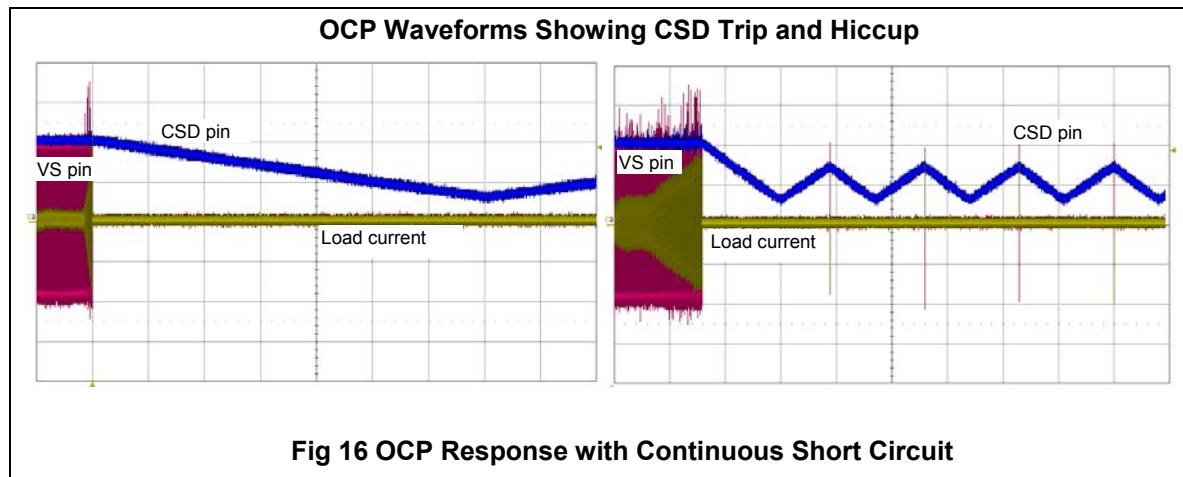 OCP Waveforms Showing CSD Trip and Hiccup
CSD pin
VS pin
Load current
CSD pin
VS pin
Load current
Fig 16 OCP Response with Continuous Short Circuit